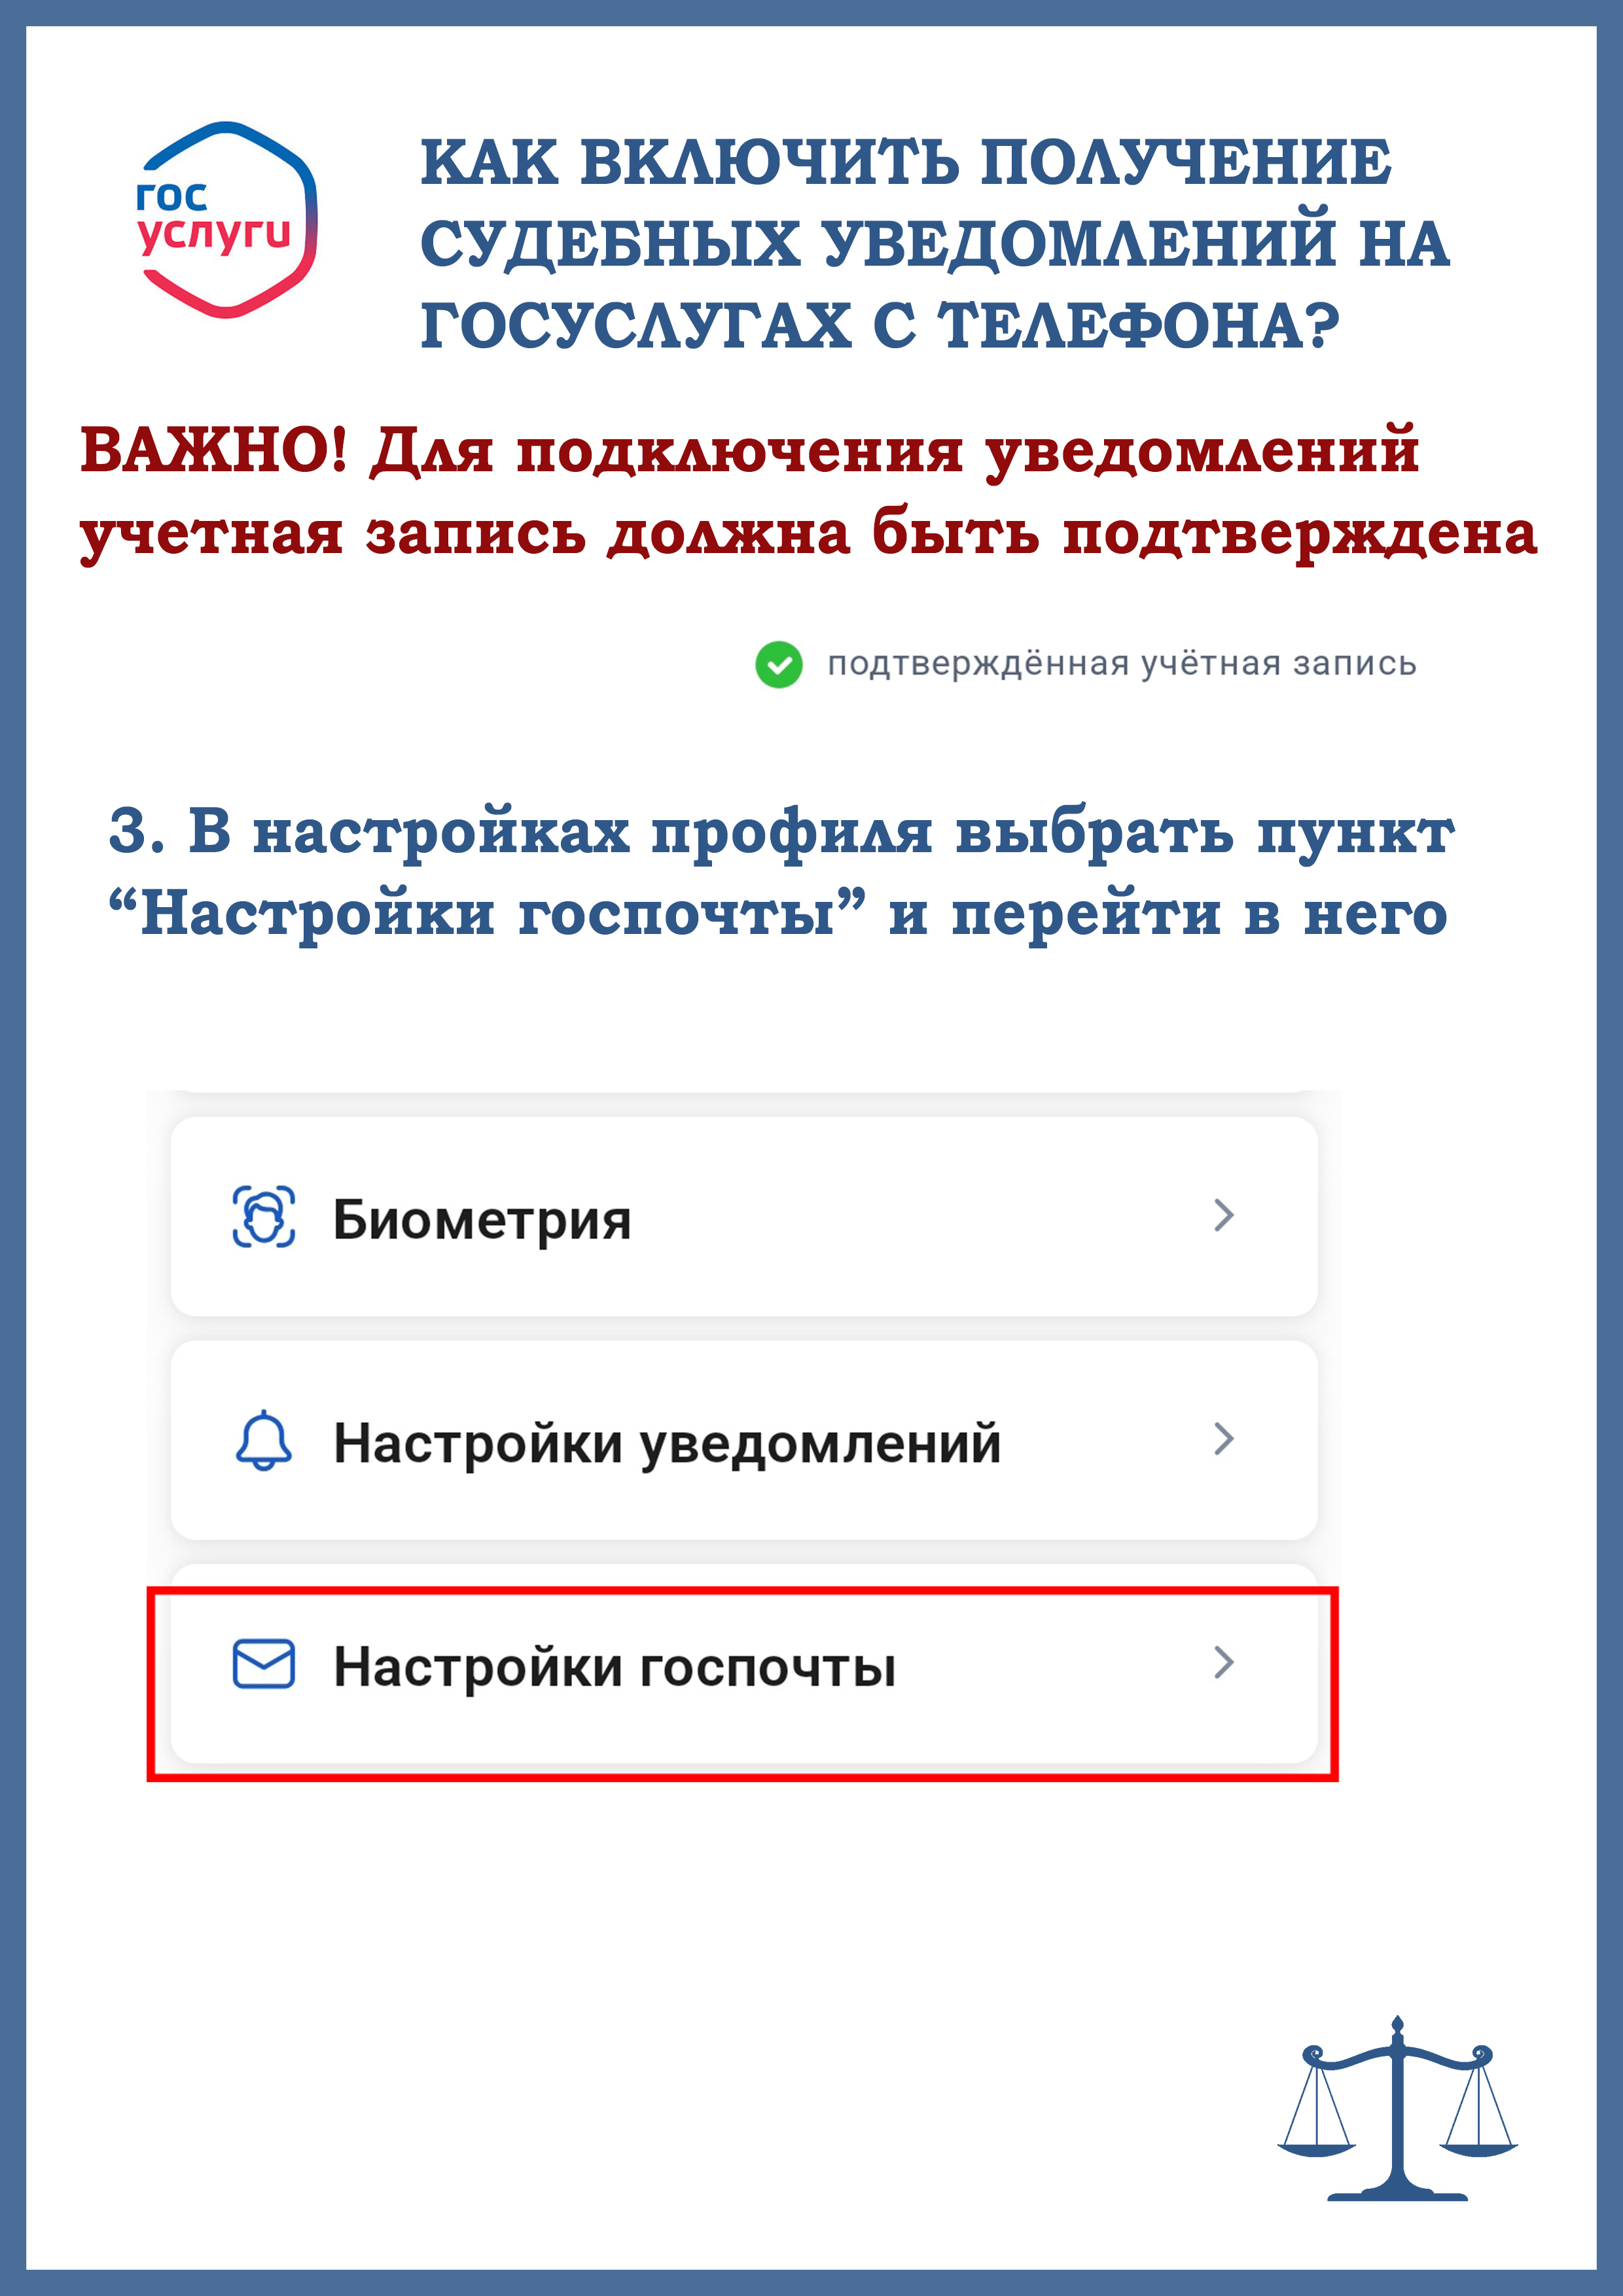 гос
услуги
КАК ВКЛЮЧИТЬ ПОЛУЧЕНИЕ
СУДЕБНЫХ УВЕДОМЛЕНИЙ НА
ГОСУСЛУГАХ С ТЕЛЕФОНА?
ВАЖНО! Для подключения уведомлений
учетная запись должна быть подтверждена
подтверждённая учётная запись
3. В настройках профиля выбрать пункт
“Настройки госпочты” и перейти в него
Биометрия
Настройки уведомлений
Настройки госпочты